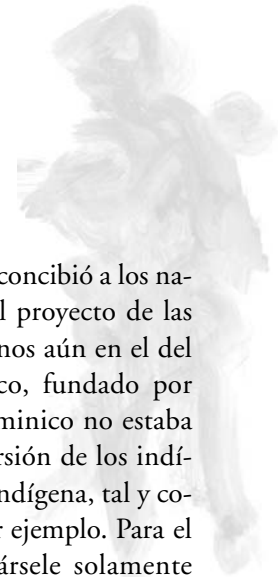 concibió a los na-
l proyecto de las
nos aún en el del
co, fundado por
minico no estaba
rsión de los indí-
ndígena, tal y co-
r ejemplo. Para el
ársele solamente